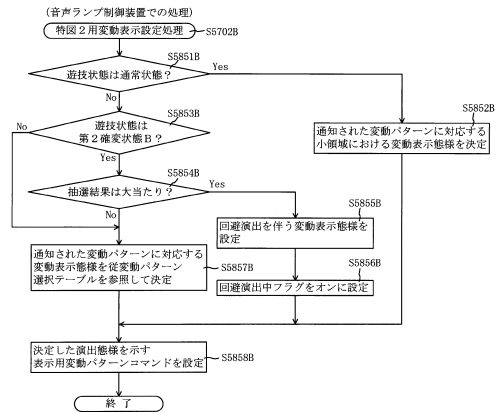 (音声ランプ制御装置での処理)
特図2用変動表示設定処理
S5702B
S5851B
遊技状態は通常状態?
Yes
No
S5853B
遊技状態は
第2確変状態B?
No
Yes
S5852B
通知された変動パターンに対応する
小領域における変動表示態様を決定
S5854B
抽選結果は大当たり?
Yes
No
S5855B
回避演出を伴う変動表示態様を
設定
通知された変動パターンに対応する
変動表示態様を従変動パターン
選択テーブルを参照して決定
S5857B
S5856B
回避演出中フラグをオンに設定
決定した演出態様を示す
表示用変動パターンコマンドを設定
S5858B
終了